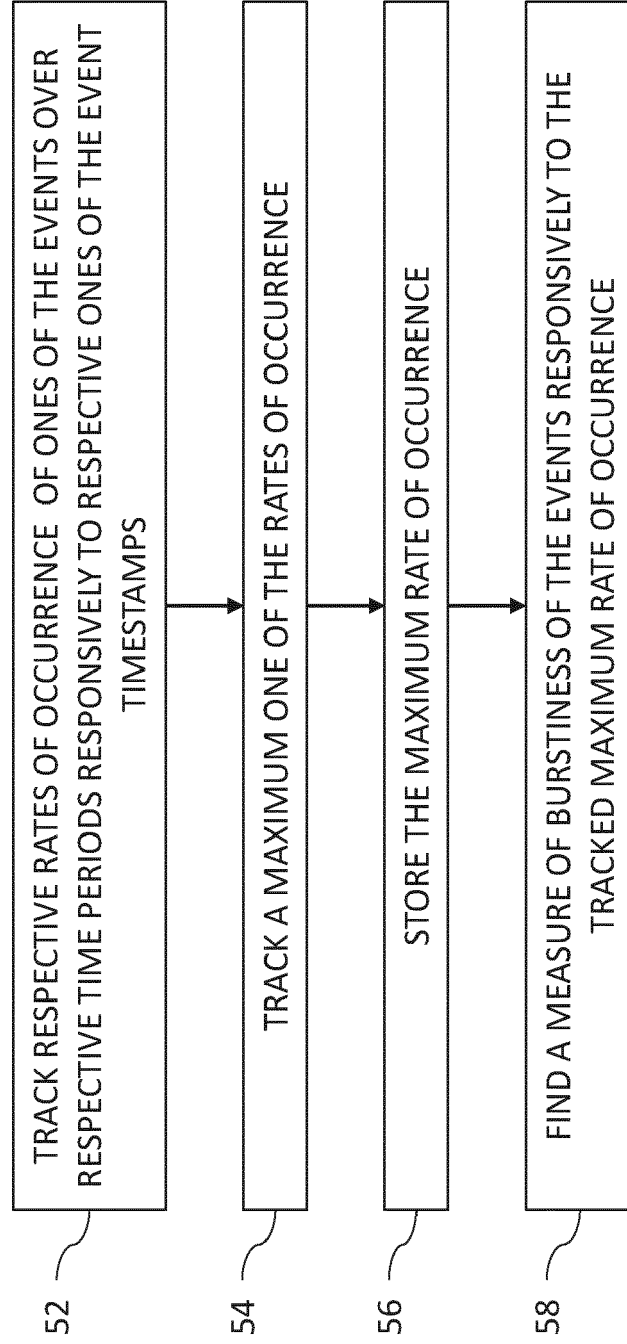 52
TRACK RESPECTIVE RATES OF OCCURRENCE OF ONES OF THE EVENTS OVER
RESPECTIVE TIME PERIODS RESPONSIVELY TO RESPECTIVE ONES OF THE EVENT
TIMESTAMPS
54
TRACK A MAXIMUM ONE OF THE RATES OF OCCURRENCE
56
STORE THE MAXIMUM RATE OF OCCURRENCE
58
FIND A MEASURE OF BURSTINESS OF THE EVENTS RESPONSIVELY TO THE
TRACKED MAXIMUM RATE OF OCCURRENCE